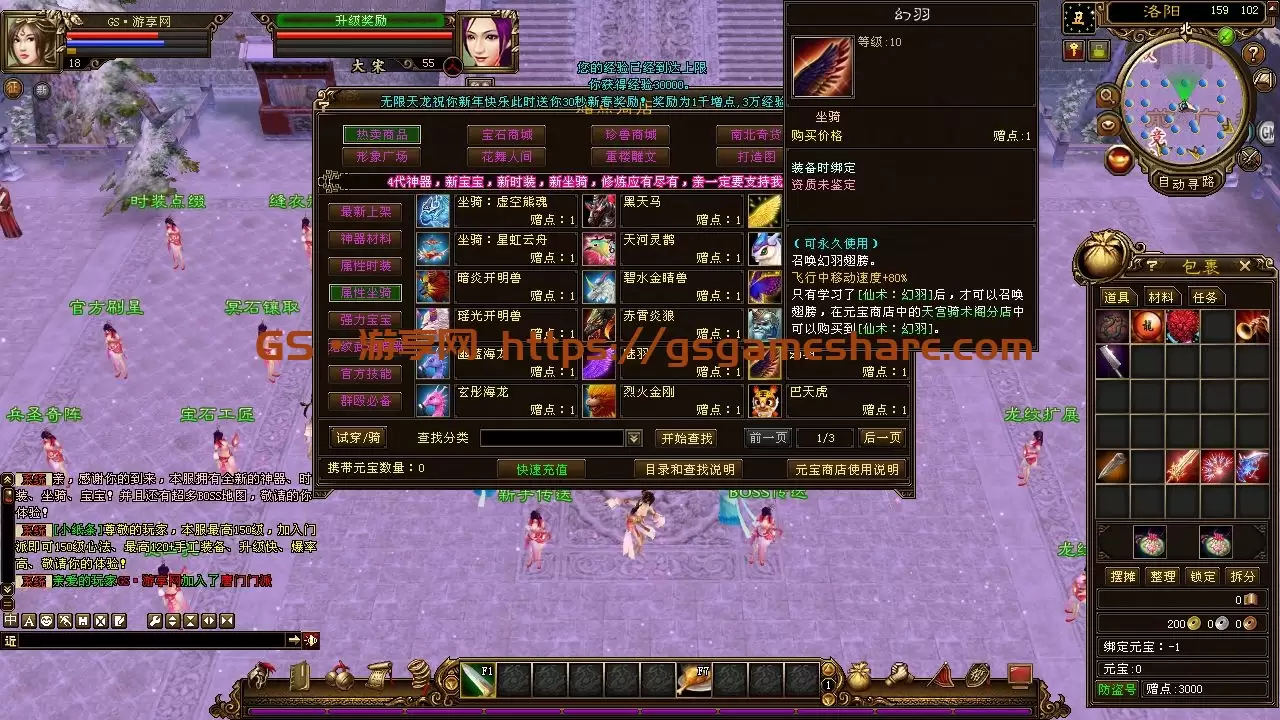 GS·游享网
18
升级奖励
大宋
55
您的经验已经到达上限
你获得经验30000。
无限天龙祝你新年快乐此时送你30秒新春奖励！奖励为1千增点，3万经验
热卖商品
宝石商城
珍兽商城
南北奇货
形象广场
花舞人间
重楼雕文
打造图
4代神器，新宝宝，新时装，新坐骑，修炼应有尽有，亲一定要支持我
最新上架
神器材料
属性时装
属性坐骑
强力宝宝
官方技能
群殴必备
坐骑：虚空能魂
赠点：1
黑天马
赠点：1
坐骑：星虹云舟
赠点：1
天河灵鹊
赠点：1
暗炎开明兽
赠点：1
碧水金睛兽
赠点：1
瑶光开明兽
赠点：1
赤霄炎狼
赠点：1
赠点：1
赠点：1
赠点：1
玄彤海龙
赠点：1
烈火金刚
赠点：1
巴天虎
赠点：1
试穿/骑
查找分类
开始查找
前一页
1/3
后一页
携带元宝数量：0
快速充值
目录和查找说明
元宝商店使用说明
幻羽
等级：10
坐骑
购买价格
赠点：1
装备时绑定
资质未鉴定
（可永久使用）
召唤幻羽翅膀。
飞行中移动速度+80%
只有学习了[仙术：幻羽]后，才可以召唤
翅膀，在元宝商店中的天宫骑术阁分店中
可以购买到[仙术：幻羽]。
洛阳
159 102
北
自动寻路
GM
?
包裹
道具
材料
任务
摆摊
整理
锁定
拆分
0
200
0
0
绑定元宝：-1
元宝：0
防盗号
赠点：3000
时装点缀
官方刷星
冥石镶取
兵圣奇阵
宝石工匠
龙纹扩展
新手传送
BOSS传送
GS·游享网 https://gsgameshare.com
亲，感谢你的到来，本服拥有全新的神器、时
装、坐骑、宝宝！并且还有超多BOSS地图，敬请的你
体验！
[小纸条]尊敬的玩家，本服最高150级，加入门
派即可150级心法、最高120+手工装备、升级快、爆率
高、敬请你的体验！
亲爱的玩家GS·游享网加入了唐门门派
近
F1
F7